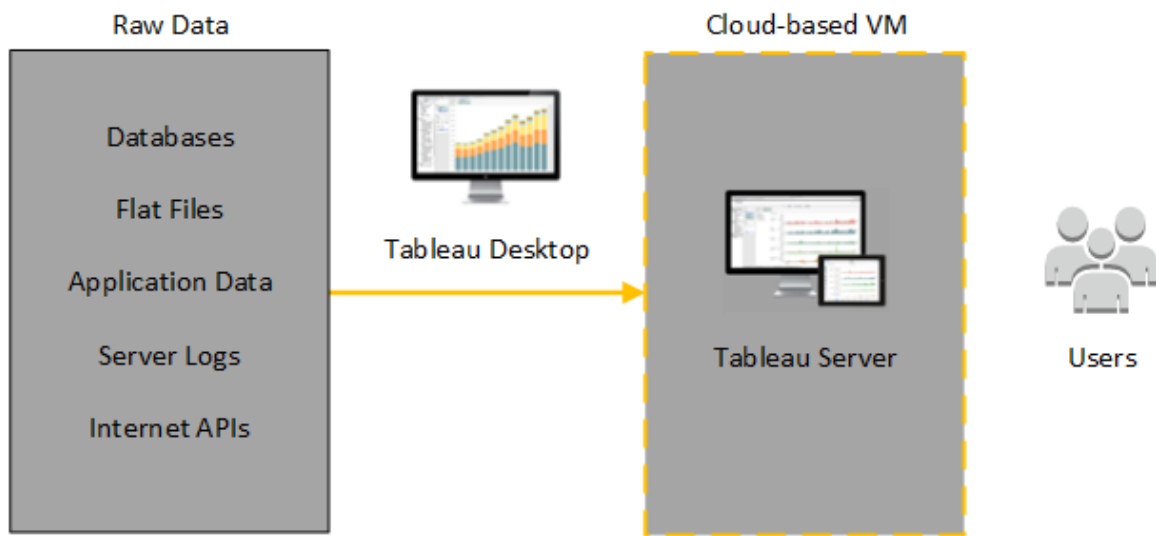 Raw Data
Databases
Flat Files
Application Data
Server Logs
Internet APIs
Tableau Desktop
Cloud-based VM
Tableau Server
Users